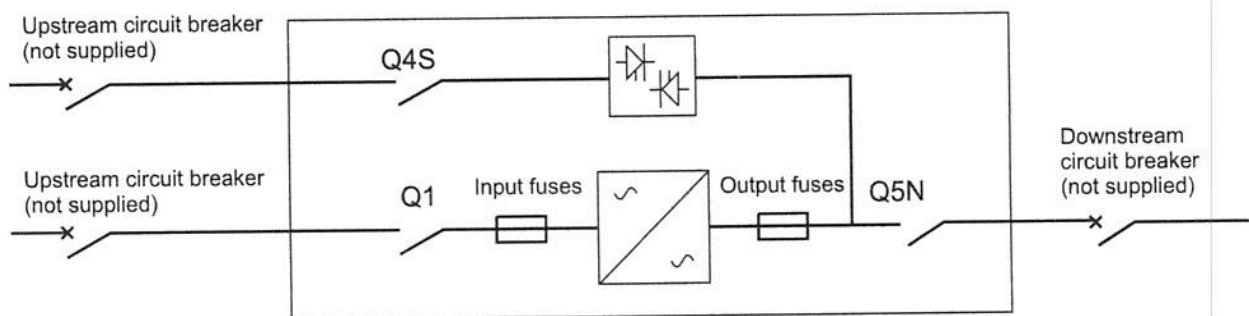 Upstream circuit breaker
(not supplied)
Q4S
Upstream circuit breaker
(not supplied)
Q1
Input fuses
Output fuses
Q5N
Downstream
circuit breaker
(not supplied)